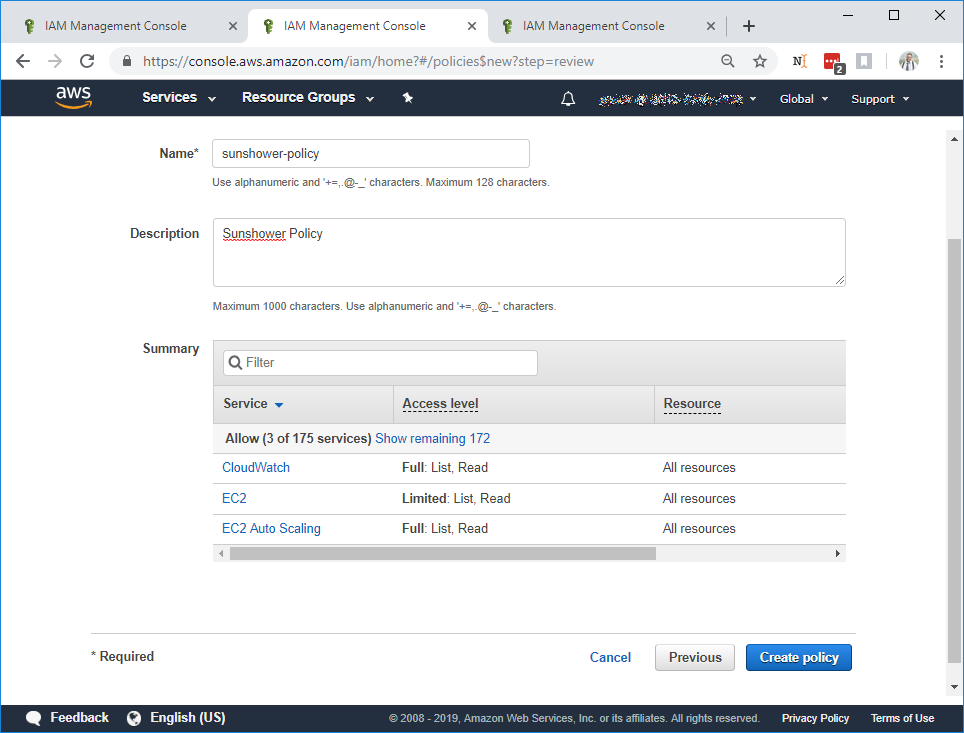 IAM Management Console
IAM Management Console
IAM Management Console
https://console.aws.amazon.com/iam/home?#/policies$new?step=review
2
aws
Services
Resource Groups
Global
Support
Name*
sunshower-policy
Use alphanumeric and '+=,.@-_' characters. Maximum 128 characters.
Description
Sunshower Policy
Maximum 1000 characters. Use alphanumeric and '+=,.@-_' characters.
Summary
Filter
Service Access level Resource
Allow (3 of 175 services) Show remaining 172
CloudWatch Full: List, Read All resources
EC2 Limited: List, Read All resources
EC2 Auto Scaling Full: List, Read All resources
* Required
Cancel
Previous
Create policy
Feedback
English (US)
© 2008 - 2019, Amazon Web Services, Inc. or its affiliates. All rights reserved.
Privacy Policy
Terms of Use